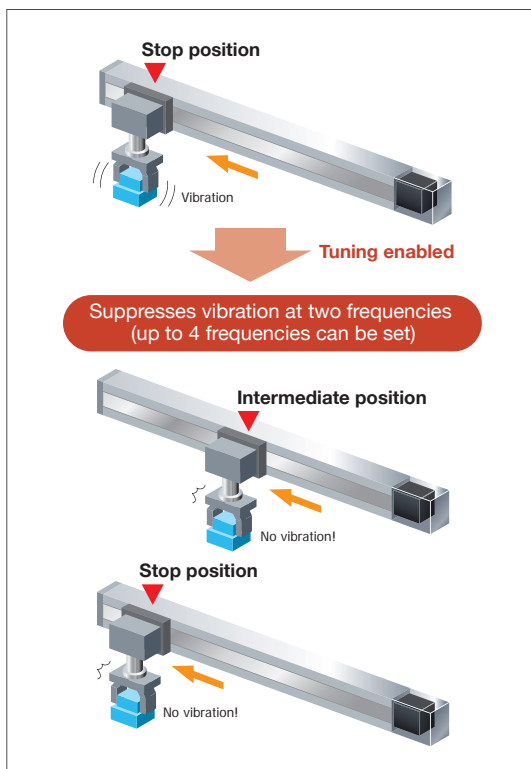 Stop position
Vibration
Tuning enabled
Suppresses vibration at two frequencies
(up to 4 frequencies can be set)
Intermediate position
No vibration!
Stop position
No vibration!